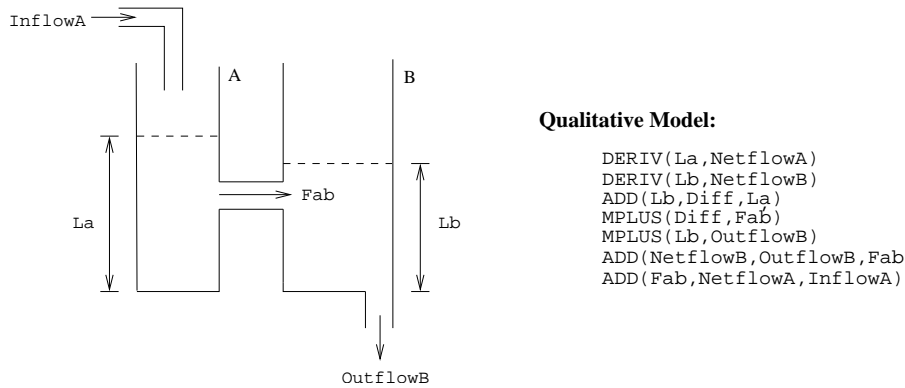 InflowA
A
B
Fab
La
Lb
OutflowB
Qualitative Model:
DERIV(La,NetflowA)
DERIV(Lb,NetflowB)
ADD(Lb,Diff,La)
MPLUS(Diff,Fab)
MPLUS(Lb,OutflowB)
ADD(NetflowB,OutflowB,Fab
ADD(Fab,NetflowA,InflowA)